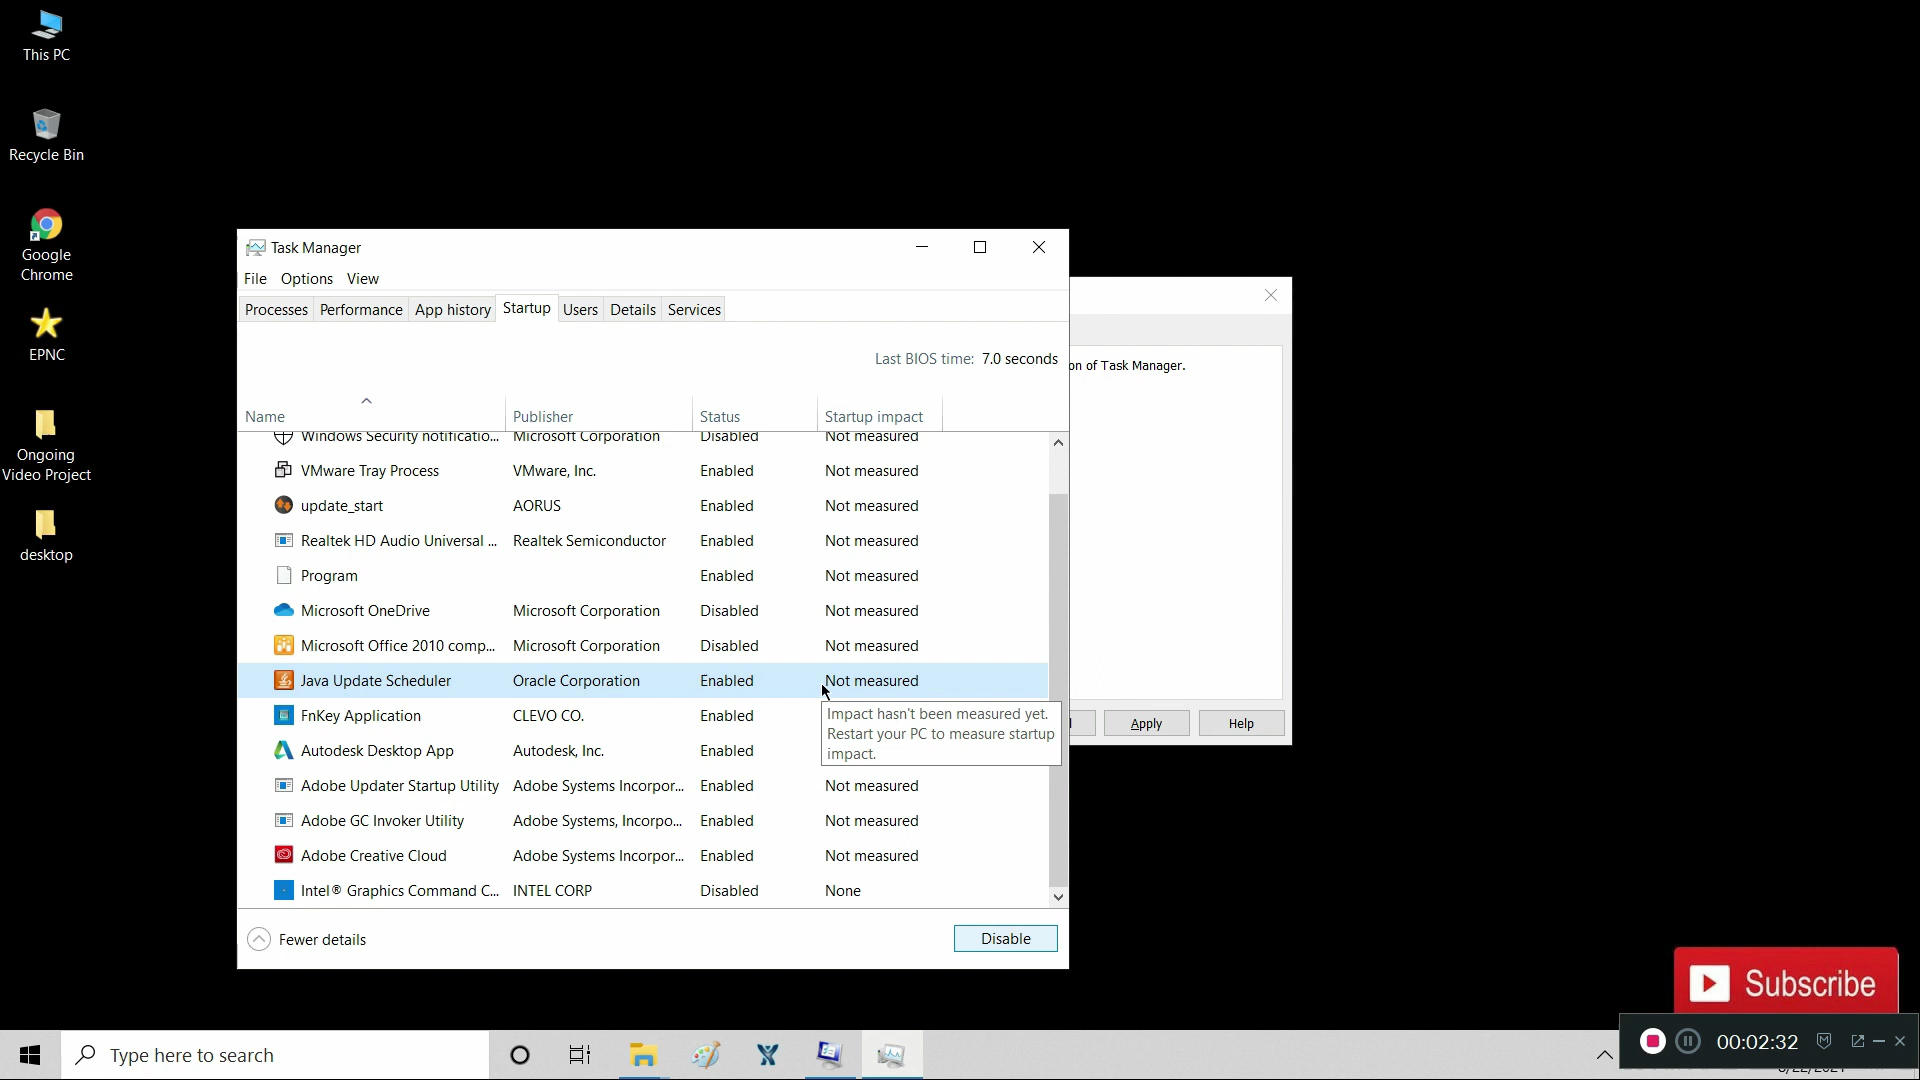 This PC
Recycle Bin
Google
Chrome
EPNC
Ongoing
Video Project
desktop
Task Manager
File Options View
Processes Performance App history Startup Users Details Services
Last BIOS time: 7.0 seconds
Name Publisher Status Startup impact
Windows Security notificatio... Microsoft Corporation Disabled Not measured
VMware Tray Process VMware, Inc. Enabled Not measured
update_start AORUS Enabled Not measured
Realtek HD Audio Universal ... Realtek Semiconductor Enabled Not measured
Program Enabled Not measured
Microsoft OneDrive Microsoft Corporation Disabled Not measured
Microsoft Office 2010 comp... Microsoft Corporation Disabled Not measured
Java Update Scheduler Oracle Corporation Enabled Not measured
FnKey Application CLEVO CO. Enabled
Autodesk Desktop App Autodesk, Inc. Enabled
Impact hasn't been measured yet.
Restart your PC to measure startup
impact.
Adobe Updater Startup Utility Adobe Systems Incorpor... Enabled Not measured
Adobe GC Invoker Utility Adobe Systems, Incorpo... Enabled Not measured
Adobe Creative Cloud Adobe Systems Incorpor... Enabled Not measured
Intel® Graphics Command C... INTEL CORP Disabled None
Fewer details
Disable
of Task Manager.
Apply
Help
Subscribe
00:02:32
Type here to search